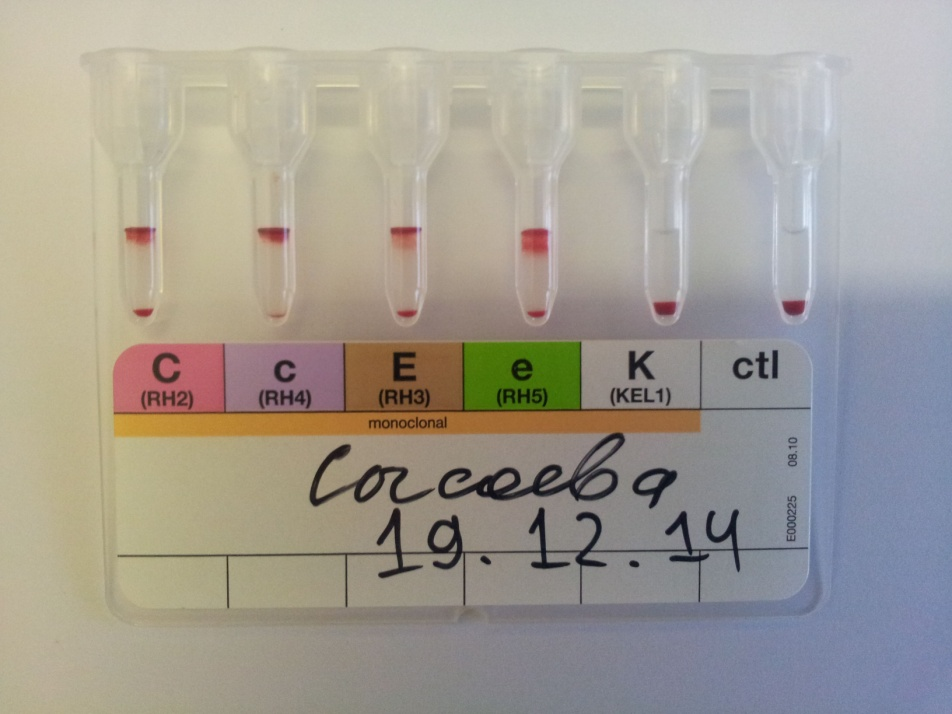 C c E e K ctl
(RH2) (RH4) (RH3) (RH5) (KEL1)
monoclonal
19.12.14
E000225 08.10